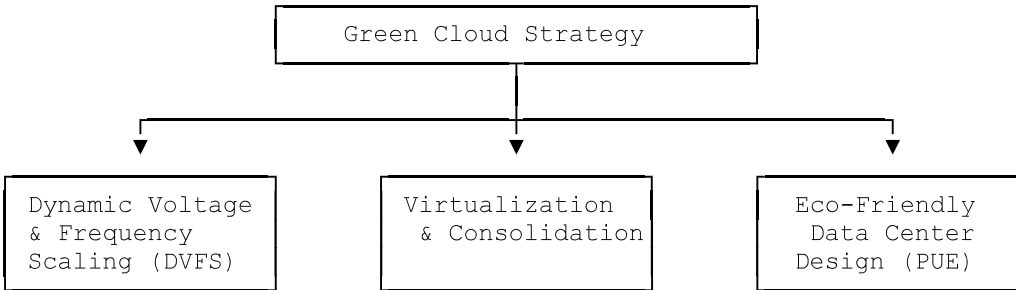 Green Cloud Strategy
Dynamic Voltage
& Frequency
Scaling (DVFS)
Virtualization
& Consolidation
Eco-Friendly
Data Center
Design (PUE)